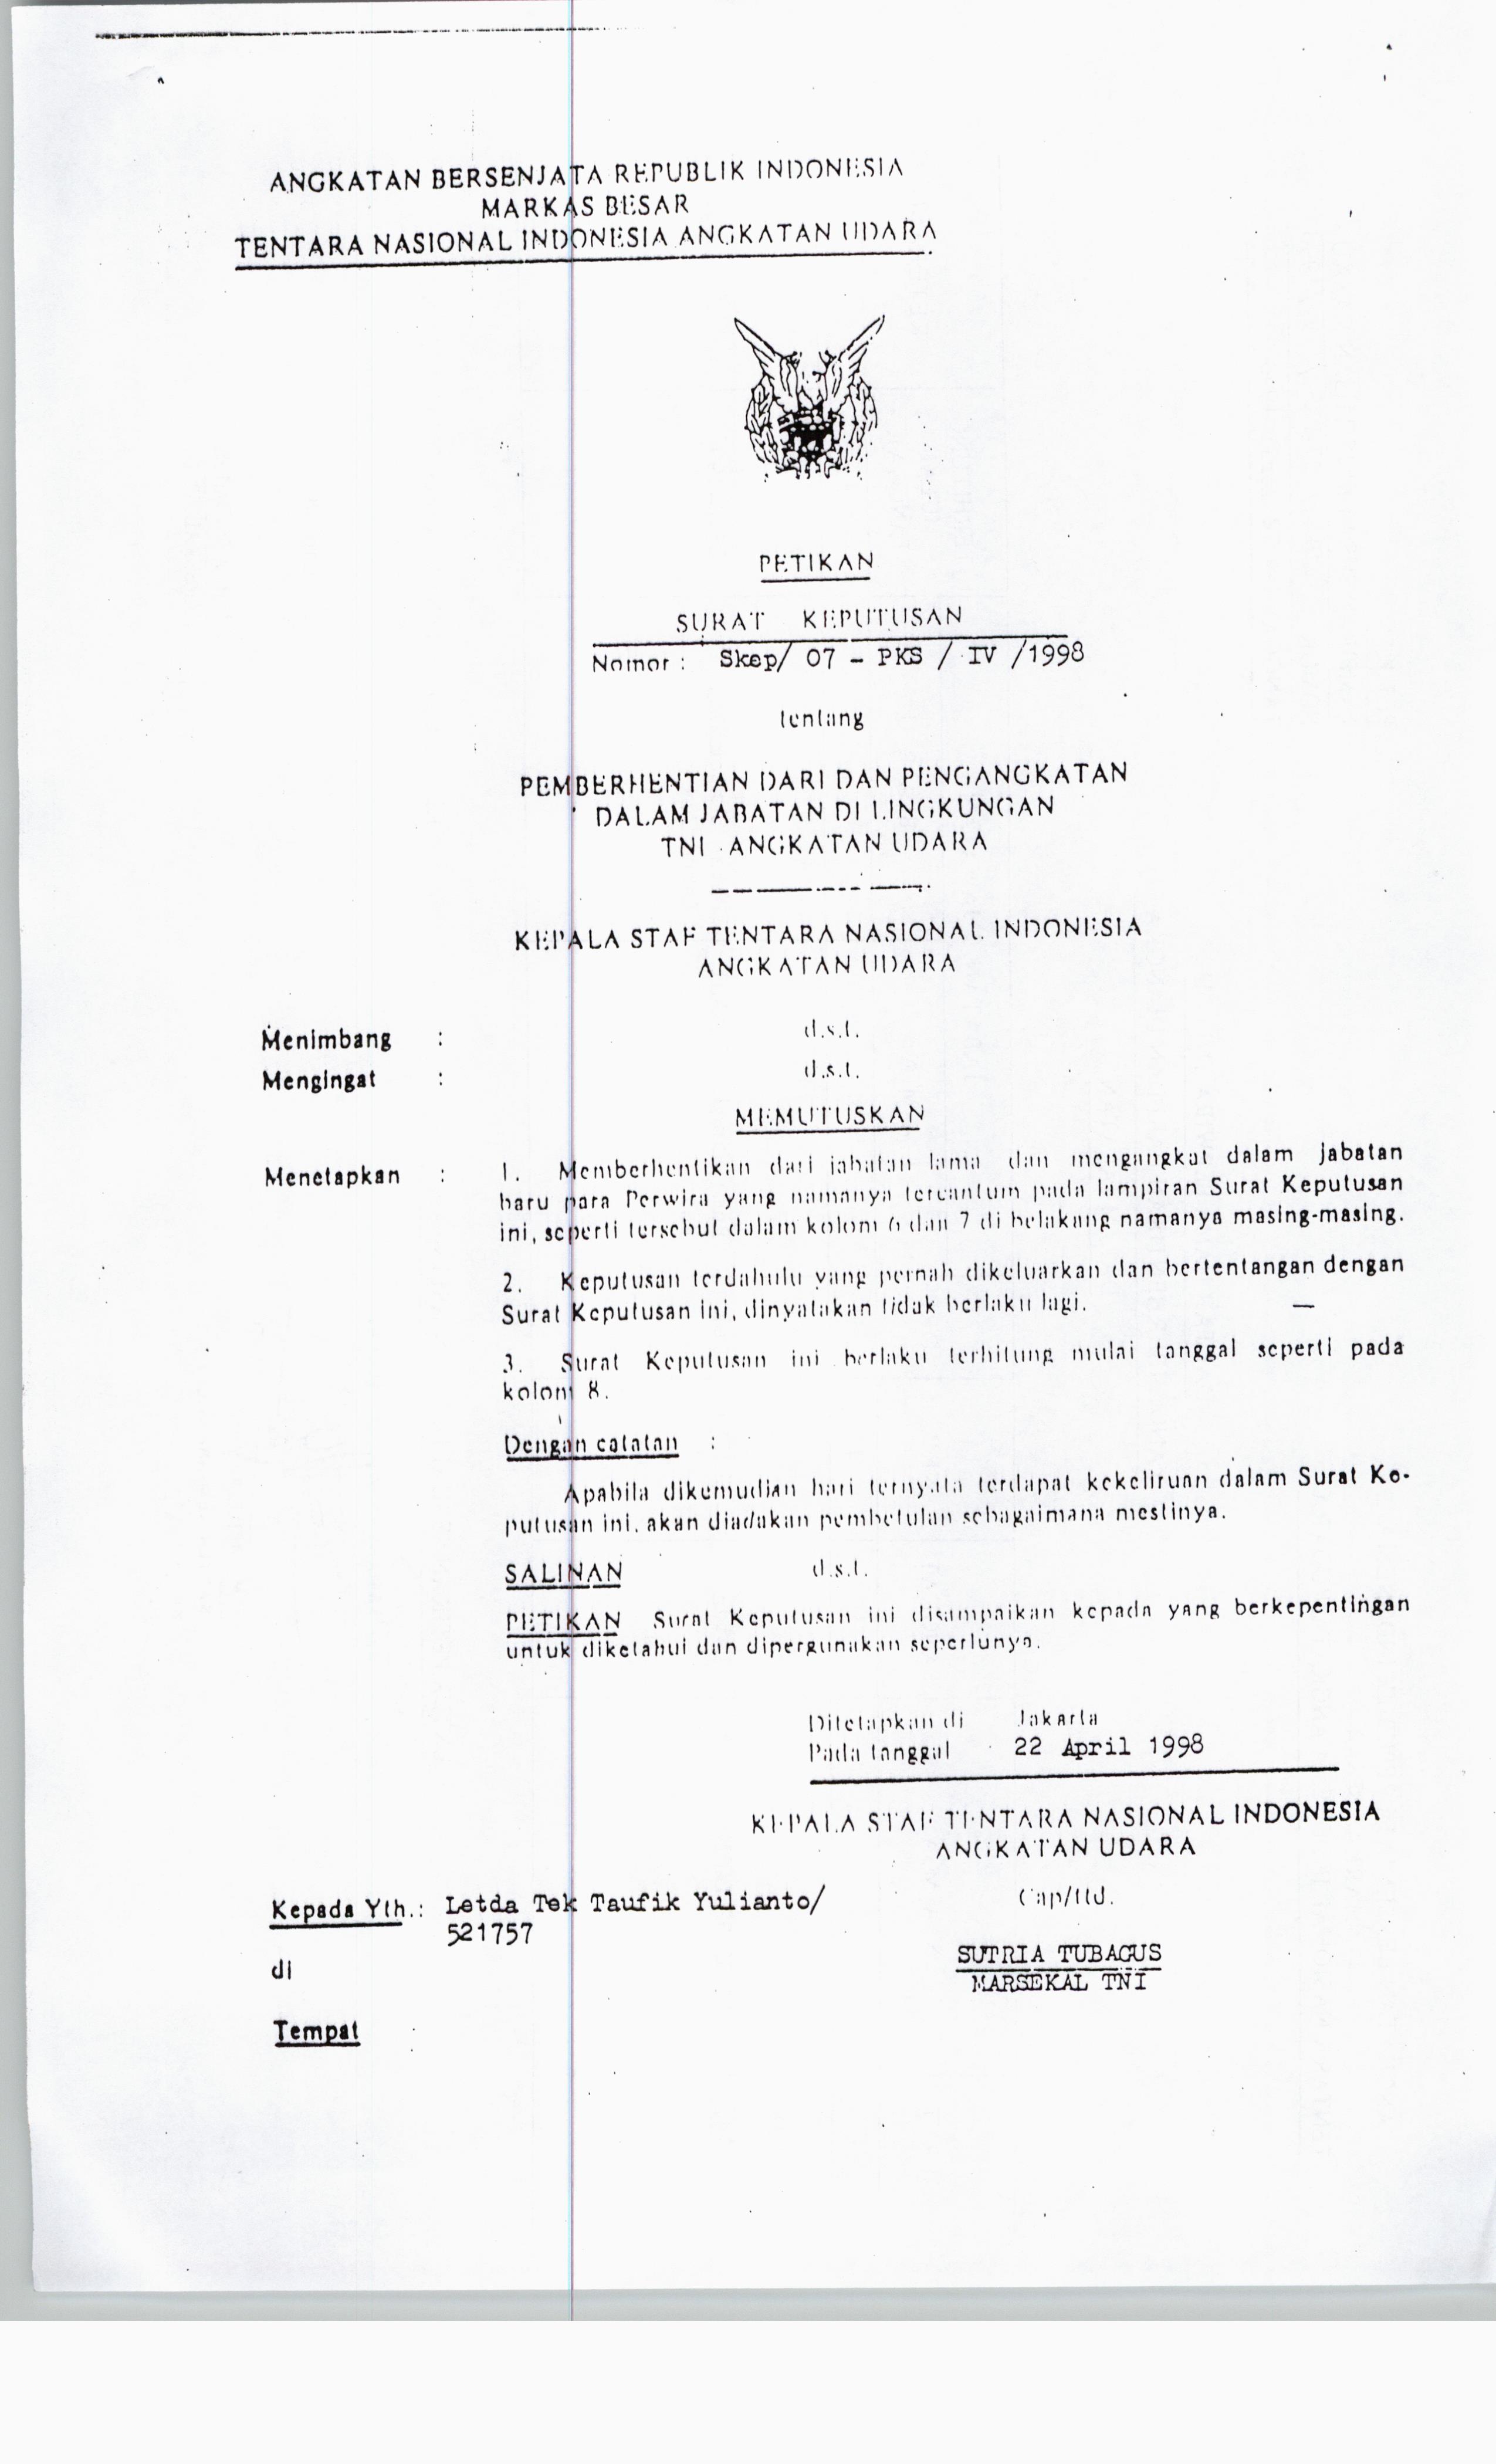 ANGKATAN BERSENJATA REPUBLIK INDONESIA
MARKAS BESAR
TENTARA NASIONAL INDONESIA ANGKATAN UDARA
PETIKAN
SURAT KEPUTUSAN
Nomor : Skep/ 07 - PKS / IV /1998
tentang
PEMBERHENTIAN DARI DAN PENGANGKATAN
DALAM JABATAN DI LINGKUNGAN
TNI - ANGKATAN UDARA
KEPALA STAF TENTARA NASIONAL INDONESIA
ANGKATAN UDARA
Menimbang : d.s.t.
Mengingat : d.s.t.
MEMUTUSKAN
Menetapkan : 1. Memberhentikan dari jabatan lama dan mengangkat dalam jabatan
baru para Perwira yang namanya tercantum pada lampiran Surat Keputusan
ini, seperti tersebut dalam kolom 6 dan 7 di belakang namanya masing-masing.
2. Keputusan terdahulu yang pernah dikeluarkan dan bertentangan dengan
Surat Keputusan ini, dinyatakan tidak berlaku lagi.
3. Surat Keputusan ini berlaku terhitung mulai tanggal seperti pada
kolom 8.
Dengan catatan :
Apabila dikemudian hari ternyata terdapat kekeliruan dalam Surat Ke-
putusan ini, akan diadakan pembetulan sebagaimana mestinya.
SALINAN d.s.t.
PETIKAN Surat Keputusan ini disampaikan kepada yang berkepentingan
untuk diketahui dan dipergunakan seperlunya.
Ditetapkan di Jakarta
Pada tanggal 22 April 1998
KEPALA STAF TENTARA NASIONAL INDONESIA
ANGKATAN UDARA
Cap/ttd.
Kepada Yth.: Letda Tek Taufik Yulianto/
521757
SUTRIA TUBAGUS
MARSEKAL TNI
di
Tempat